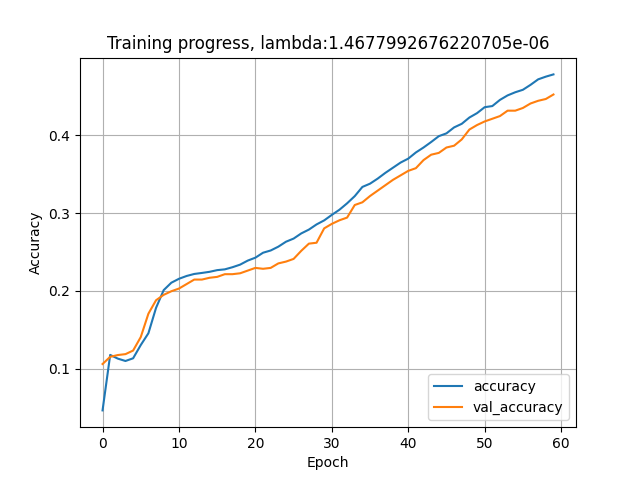 Training progress, lambda:1.4677992676220705e-06
Accuracy
0.4
0.3
0.2
0.1
0 10 20 30 40 50 60
Epoch
accuracy
val_accuracy